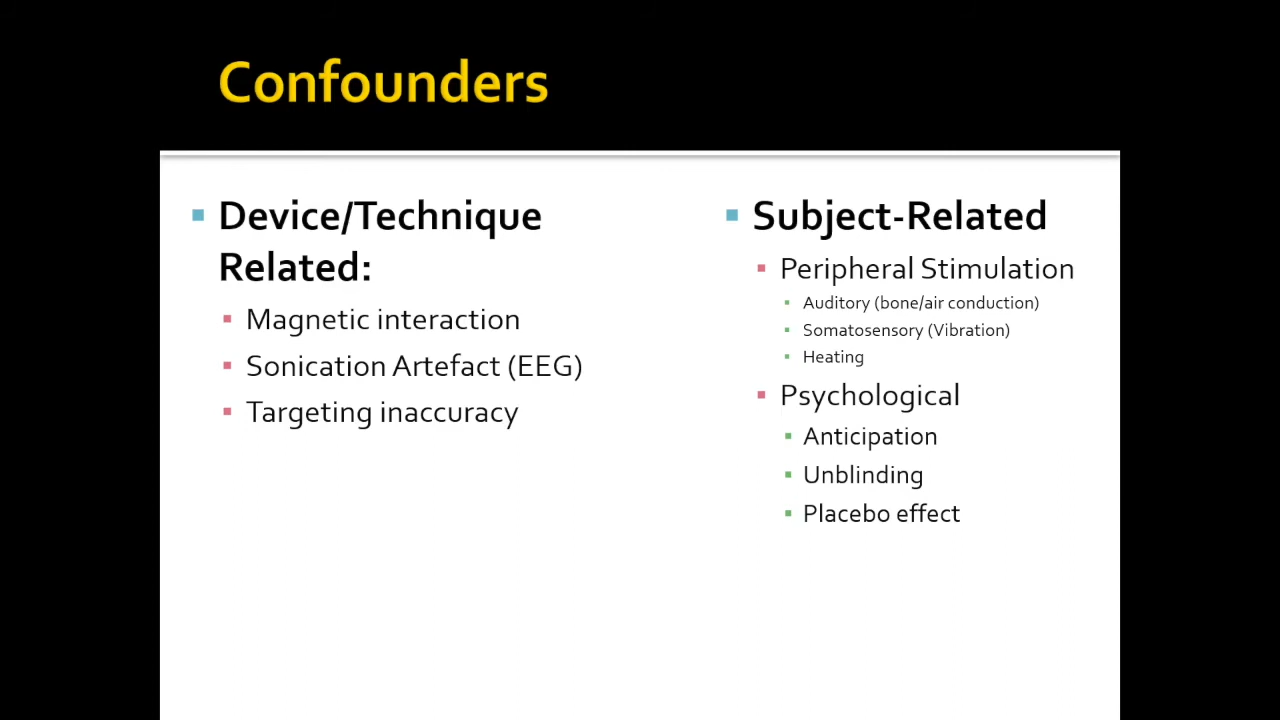 Confounders
Device/Technique
Related:
Magnetic interaction
Sonication Artefact (EEG)
Targeting inaccuracy
Subject-Related
Peripheral Stimulation
Auditory (bone/air conduction)
Somatosensory (Vibration)
Heating
Psychological
Anticipation
Unblinding
Placebo effect